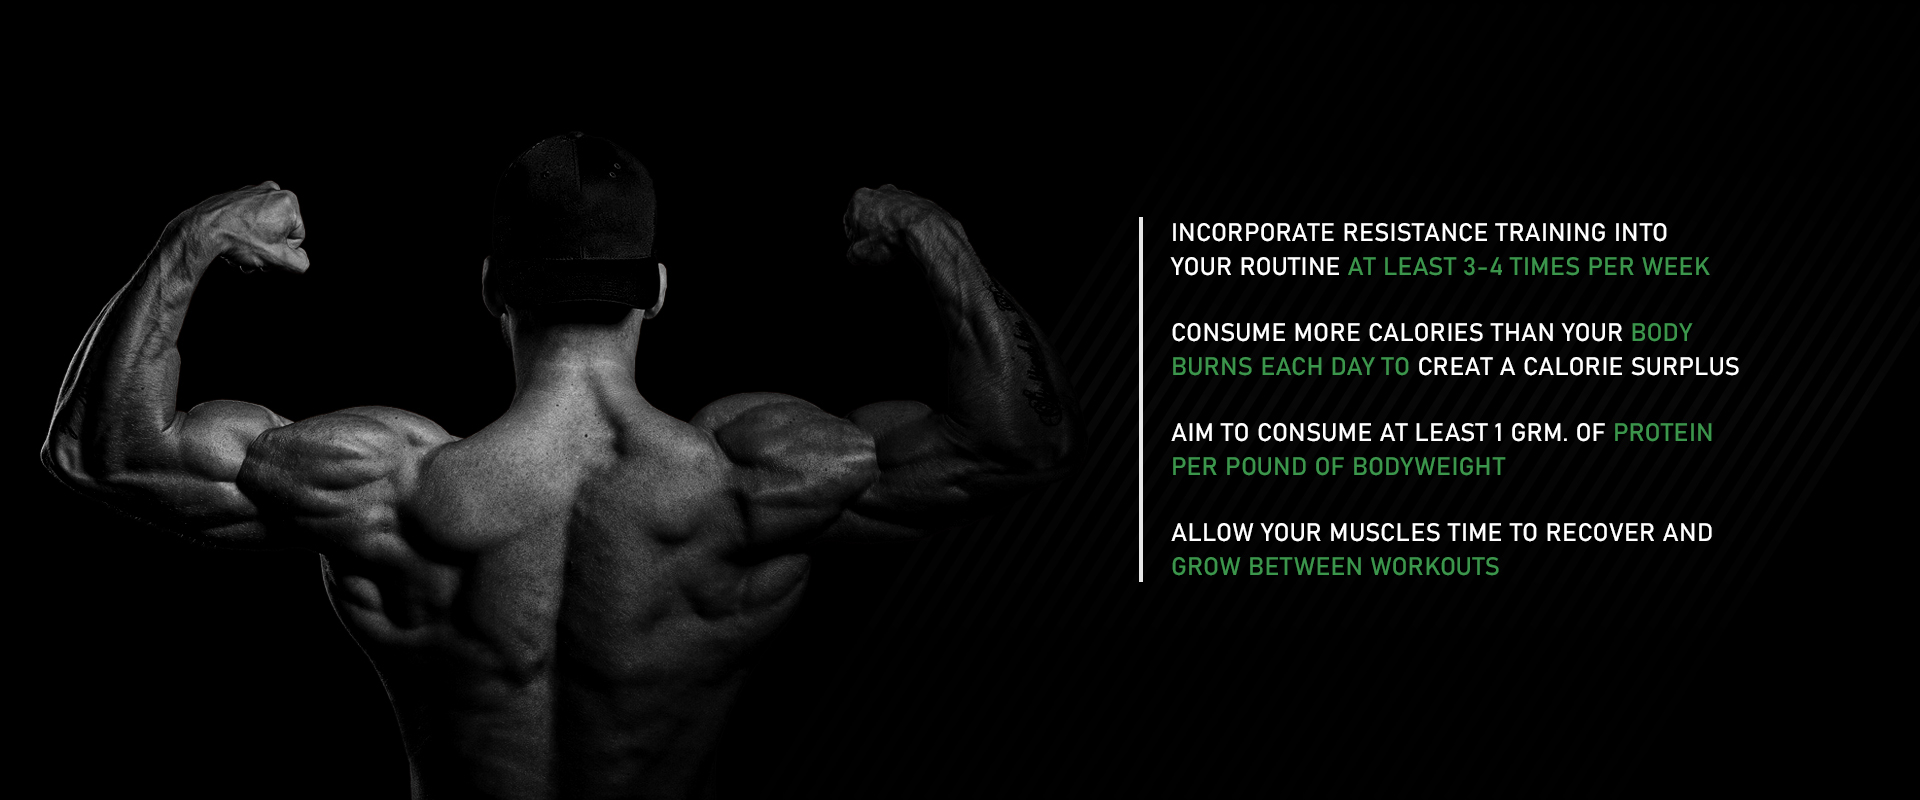 INCORPORATE RESISTANCE TRAINING INTO
YOUR ROUTINE AT LEAST 3-4 TIMES PER WEEK
CONSUME MORE CALORIES THAN YOUR BODY
BURNS EACH DAY TO CREAT A CALORIE SURPLUS
AIM TO CONSUME AT LEAST 1 GRM. OF PROTEIN
PER POUND OF BODYWEIGHT
ALLOW YOUR MUSCLES TIME TO RECOVER AND
GROW BETWEEN WORKOUTS